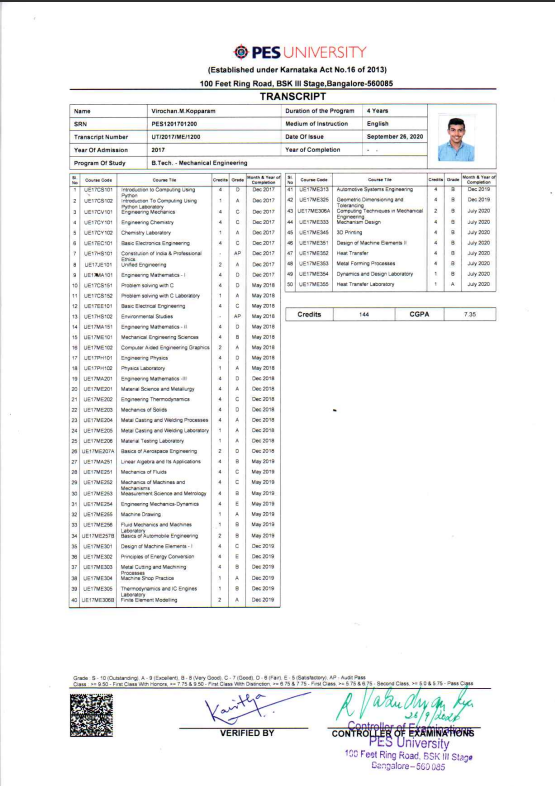 PES UNIVERSITY
(Established under Karnataka Act No.16 of 2013)
100 Feet Ring Road, BSK III Stage,Bangalore-560085
TRANSCRIPT
Name Virochan.M.Kopparam Duration of the Program 4 Years
SRN PES1201701200 Medium of Instruction English
Transcript Number UT/2017/ME/1200 Date Of Issue September 26, 2020
Year Of Admission 2017 Year of Completion - -
Program Of Study B.Tech. - Mechanical Engineering
Sl. No Course Code Course Title Credits Grade Month & Year of Completion
1 UE17CS101 Introduction to Computing Using Python 4 D Dec 2017
2 UE17CS102 Introduction To Computing Using Python Laboratory 1 A Dec 2017
3 UE17CV101 Engineering Mechanics 4 C Dec 2017
4 UE17CY101 Engineering Chemistry 4 C Dec 2017
5 UE17CY102 Chemistry Laboratory 1 A Dec 2017
6 UE17EC101 Basic Electronics Engineering 4 C Dec 2017
7 UE17HS101 Constitution of India & Professional Ethics - AP Dec 2017
8 UE17JE101 Unified Engineering 2 A Dec 2017
9 UE17MA101 Engineering Mathematics - I 4 D Dec 2017
10 UE17CS151 Problem solving with C 4 D May 2018
11 UE17CS152 Problem solving with C Laboratory 1 A May 2018
12 UE17EE101 Basic Electrical Engineering 4 C May 2018
13 UE17HS102 Environmental Studies - AP May 2018
14 UE17MA151 Engineering Mathematics - II 4 D May 2018
15 UE17ME101 Mechanical Engineering Sciences 4 B May 2018
16 UE17ME102 Computer Aided Engineering Graphics 2 A May 2018
17 UE17PH101 Engineering Physics 4 D May 2018
18 UE17PH102 Physics Laboratory 1 A May 2018
19 UE17MA201 Engineering Mathematics -III 4 D Dec 2018
20 UE17ME201 Material Science and Metallurgy 4 A Dec 2018
21 UE17ME202 Engineering Thermodynamics 4 C Dec 2018
22 UE17ME203 Mechanics of Solids 4 D Dec 2018
23 UE17ME204 Metal Casting and Welding Processes 4 A Dec 2018
24 UE17ME205 Metal Casting and Welding Laboratory 1 A Dec 2018
25 UE17ME206 Material Testing Laboratory 1 A Dec 2018
26 UE17ME207A Basics of Aerospace Engineering 2 D Dec 2018
27 UE17MA251 Linear Algebra and Its Applications 4 B May 2019
28 UE17ME251 Mechanics of Fluids 4 C May 2019
29 UE17ME252 Mechanics of Machines and Mechanisms 4 C May 2019
30 UE17ME253 Measurement Science and Metrology 4 B May 2019
31 UE17ME254 Engineering Mechanics-Dynamics 4 E May 2019
32 UE17ME255 Machine Drawing 1 A May 2019
33 UE17ME256 Fluid Mechanics and Machines Laboratory 1 B May 2019
34 UE17ME257B Basics of Automobile Engineering 2 B May 2019
35 UE17ME301 Design of Machine Elements - I 4 C Dec 2019
36 UE17ME302 Principles of Energy Conversion 4 E Dec 2019
37 UE17ME303 Metal Cutting and Machining Processes 4 B Dec 2019
38 UE17ME304 Machine Shop Practice 1 A Dec 2019
39 UE17ME305 Thermodynamics and IC Engines Laboratory 1 B Dec 2019
40 UE17ME306B Finite Element Modelling 2 A Dec 2019
Sl. No Course Code Course Title Credits Grade Month & Year of Completion
41 UE17ME313 Automotive Systems Engineering 4 B Dec 2019
42 UE17ME325 Geometric Dimensioning and Tolerancing 4 B Dec 2019
43 UE17ME308A Computing Techniques in Mechanical Engineering 2 B July 2020
44 UE17ME333 Mechanism Design 4 B July 2020
45 UE17ME345 3D Printing 4 B July 2020
46 UE17ME351 Design of Machine Elements II 4 B July 2020
47 UE17ME352 Heat Transfer 4 B July 2020
48 UE17ME353 Metal Forming Processes 4 B July 2020
49 UE17ME354 Dynamics and Design Laboratory 1 B July 2020
50 UE17ME355 Heat Transfer Laboratory 1 A July 2020
Credits 144 CGPA 7.35
Grade : S - 10 (Outstanding), A - 9 (Excellent), B - 8 (Very Good), C - 7 (Good), D - 6 (Fair), E - 5 (Satisfactory), AP - Audit Pass
Class : >= 9.50 - First Class With Honors, >= 7.75 & 9.50 - First Class With Distinction, >= 6.75 & 7.75 - First Class, >= 5.75 & 6.75 - Second Class, >= 5.0 & 5.75 - Pass Class
VERIFIED BY
26/9/2020
Controller of Examinations
CONTROLLER OF EXAMINATIONS
PES University
100 Feet Ring Road, BSK III Stage
Bangalore-560 085